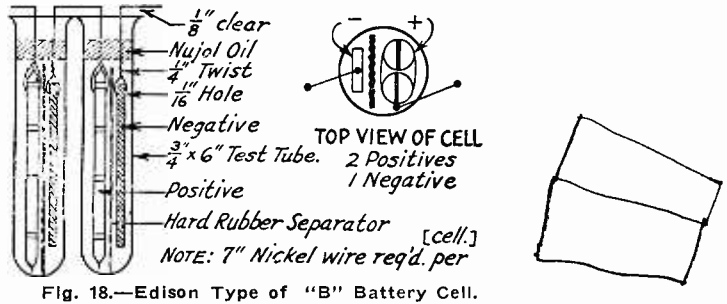 1/8" clear
Nujol Oil
1/4" Twist
1/16" Hole
Negative
3/4" x 6" Test Tube.
Positive
Hard Rubber Separator
[cell.]
NOTE: 7" Nickel wire req'd. per
- +
TOP VIEW OF CELL
2 Positives
1 Negative
Fig. 18.—Edison Type of "B" Battery Cell.